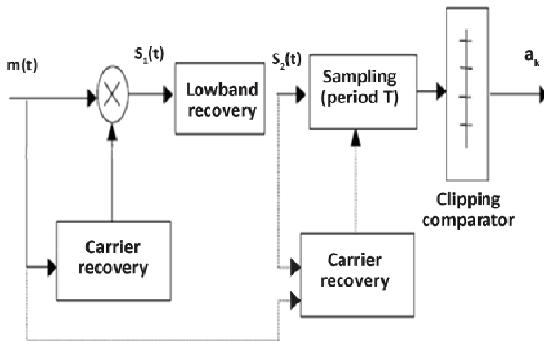 m(t)
S1(t)
Lowband
recovery
S2(t)
Sampling
(period T)
ak
Clipping
comparator
Carrier
recovery
Carrier
recovery